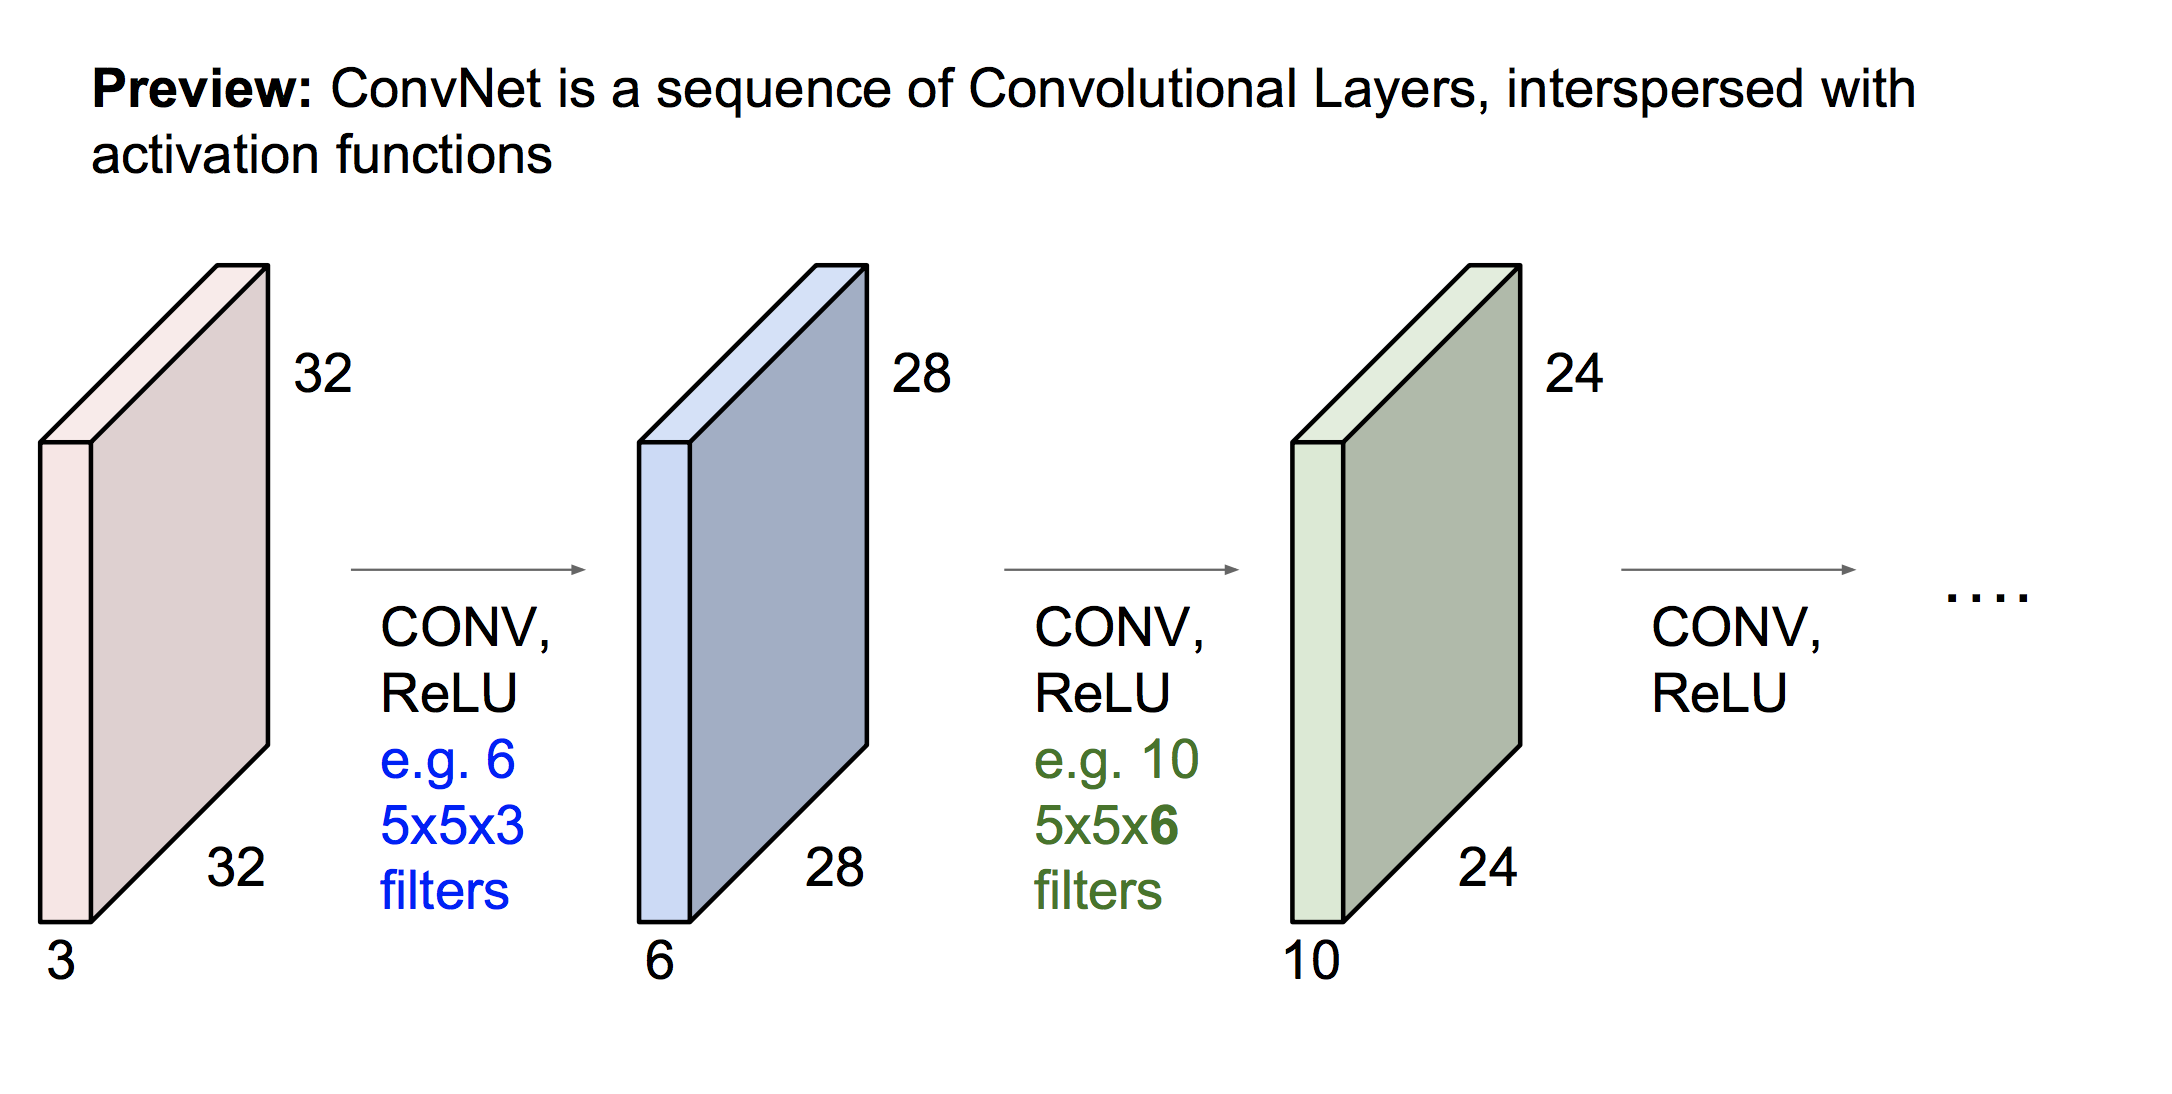 Preview: ConvNet is a sequence of Convolutional Layers, interspersed with
activation functions
32
32
3
CONV,
ReLU
e.g. 6
5x5x3
filters
28
28
6
CONV,
ReLU
e.g. 10
5x5x6
filters
24
24
10
CONV,
ReLU
....